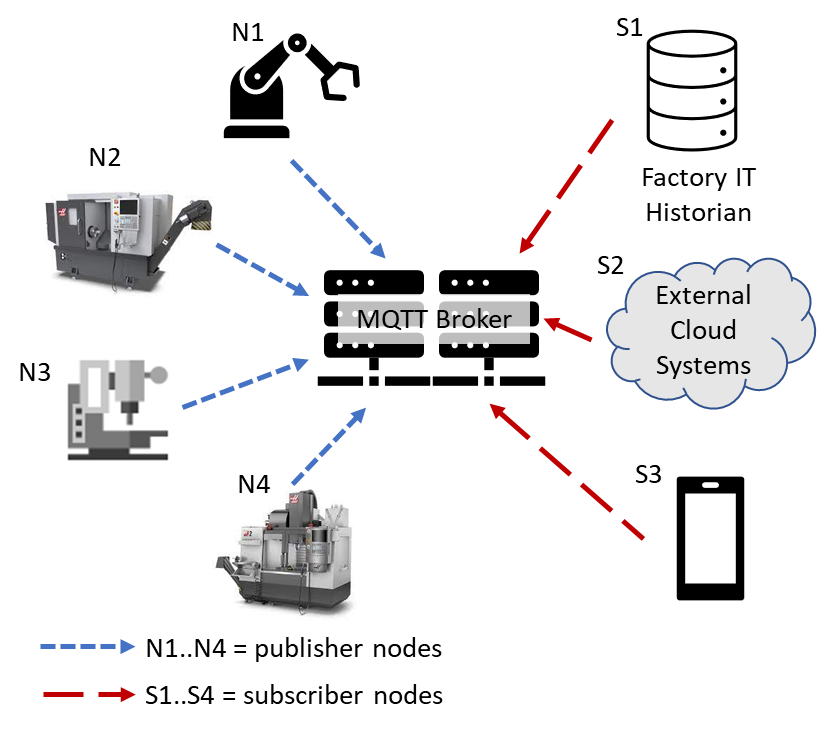 N1
S1
N2
Factory IT
Historian
S2
External
Cloud
Systems
MQTT Broker
N3
S3
N4
N1..N4 = publisher nodes
S1..S4 = subscriber nodes